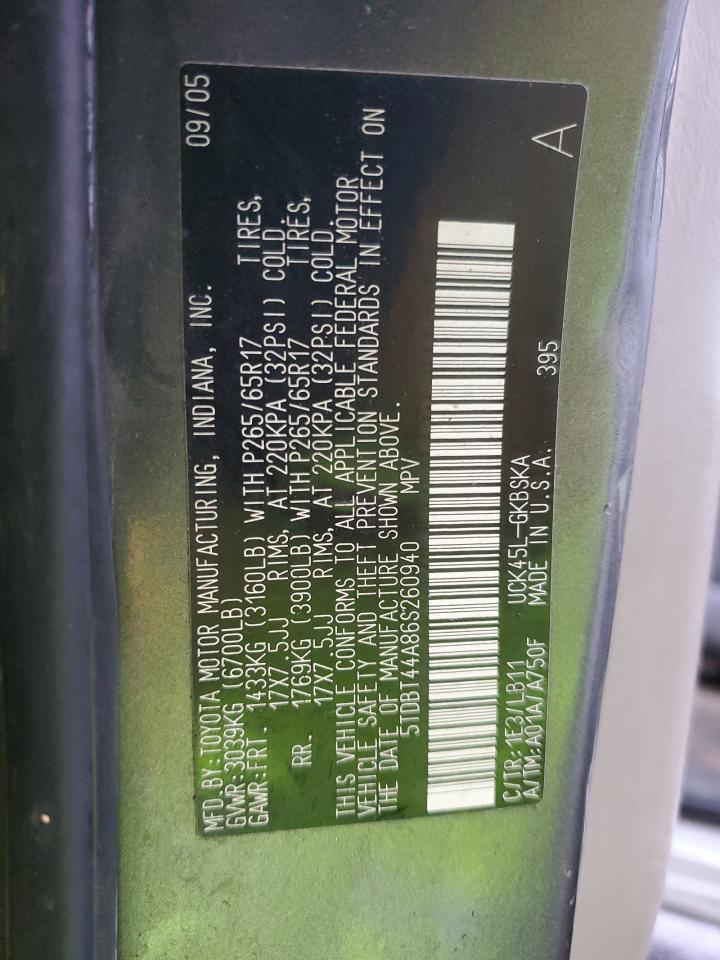 MFD. BY: TOYOTA MOTOR MANUFACTURING, INDIANA, INC. 09/05
GVWR: 3039KG (6700LB)
GAWR: FRT. 1433KG (3160LB) WITH P265/65R17 TIRES,
17X7.5JJ RIMS, AT 220KPA (32PSI) COLD.
RR. 1769KG (3900LB) WITH P265/65R17 TIRES,
17X7.5JJ RIMS, AT 220KPA (32PSI) COLD.
THIS VEHICLE CONFORMS TO ALL APPLICABLE FEDERAL MOTOR
VEHICLE SAFETY AND THEFT PREVENTION STANDARDS IN EFFECT ON
THE DATE OF MANUFACTURE SHOWN ABOVE.
5TDBT44A86S260940 MPV
C/TR: 1E3/LB11 UCK45L-GKBSKA
A/TM: A01A/A750F MADE IN U.S.A. 395
A